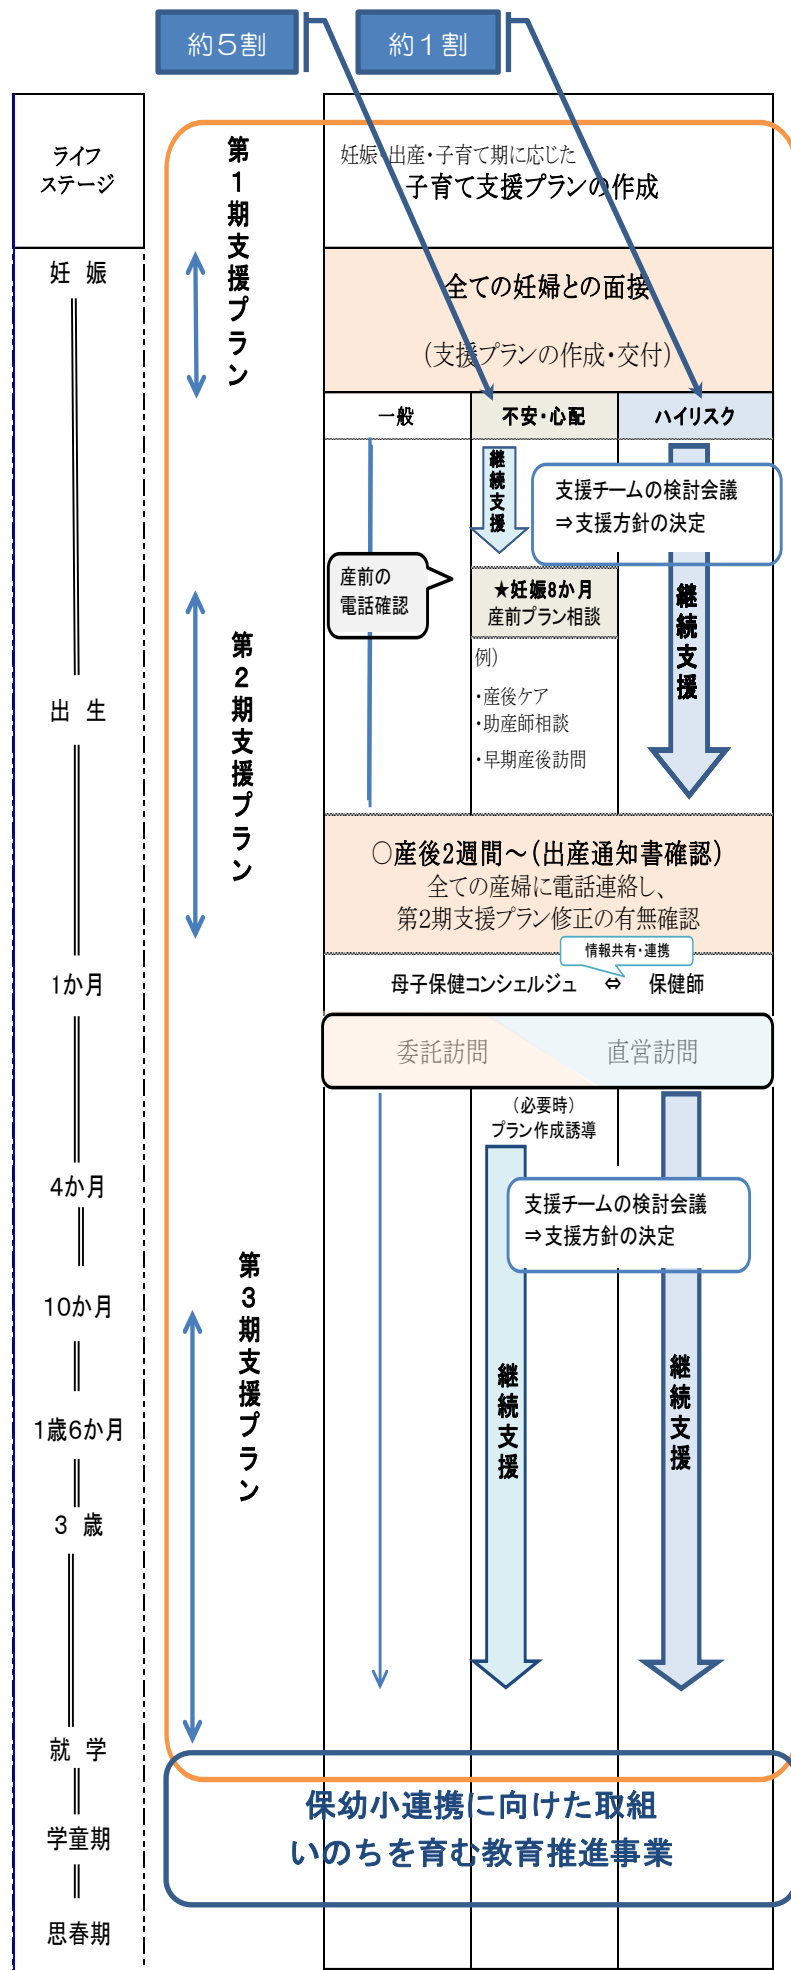 約５割
約１割
ライフ
ステージ
第１期支援プラン
妊娠・出産・子育て期に応じた
子育て支援プランの作成
妊 娠
全ての妊婦との面接
（支援プランの作成・交付）
一般
不安・心配
ハイリスク
継続支援
支援チームの検討会議
⇒支援方針の決定
産前の
電話確認
★妊娠8か月
産前プラン相談
継続支援
例）
・産後ケア
・助産師相談
・早期産後訪問
第２期支援プラン
出 生
○産後2週間～（出産通知書確認）
全ての産婦に電話連絡し、
第2期支援プラン修正の有無確認
情報共有・連携
1か月
母子保健コンシェルジュ ⇔ 保健師
委託訪問
直営訪問
（必要時）
プラン作成誘導
4か月
支援チームの検討会議
⇒支援方針の決定
第３期支援プラン
10か月
継続支援
継続支援
1歳6か月
3 歳
就 学
保幼小連携に向けた取組
いのちを育む教育推進事業
学童期
思春期